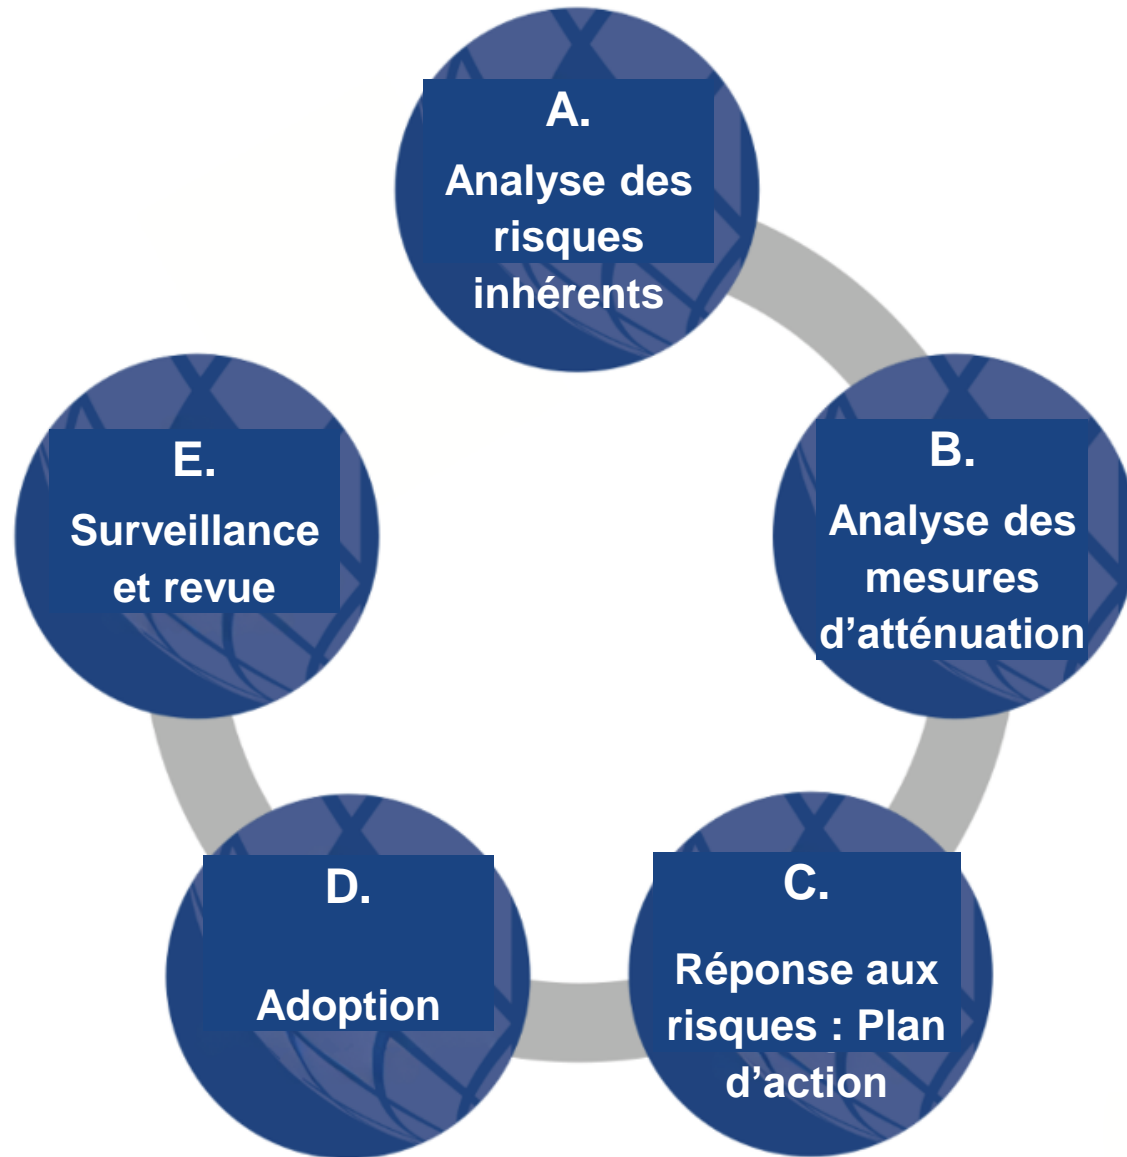 A.
Analyse des
risques
inhérents
B.
Analyse des
mesures
d’atténuation
C.
Réponse aux
risques : Plan
d’action
D.
Adoption
E.
Surveillance
et revue